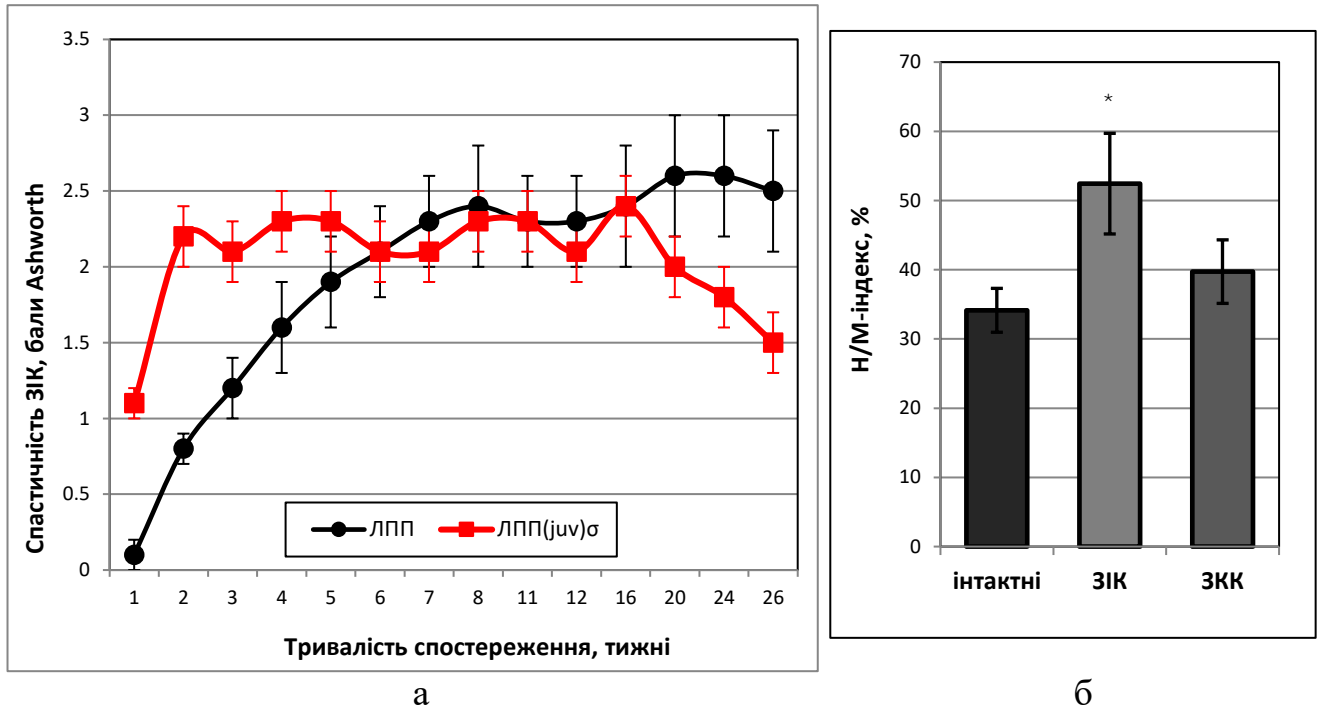 3.5
3
2.5
2
1.5
1
0.5
0
Спастичність ЗІК, бали Ashworth
ЛПП ЛПП(juv)σ
1 2 3 4 5 6 7 8 11 12 16 20 24 26
Тривалість спостереження, тижні
а
70
60
50
40
30
20
10
0
Н/М-індекс, %
*
інтактні ЗІК ЗКК
б